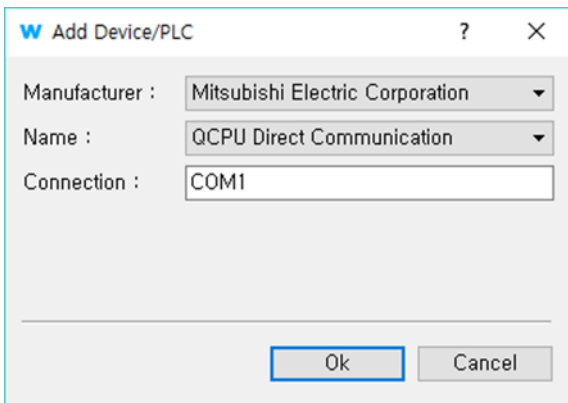 W Add Device/PLC ? ×
Manufacturer : Mitsubishi Electric Corporation
Name : QCPU Direct Communication
Connection : COM1
Ok Cancel